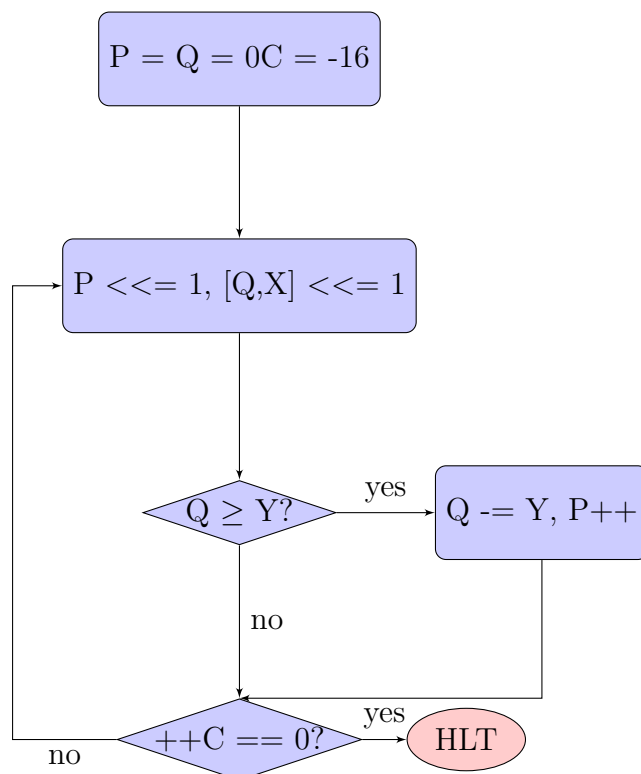 P = Q = 0C = -16
P <<= 1, [Q,X] <<= 1
Q ≥ Y?
yes
Q -= Y, P++
no
++C == 0?
yes
HLT
no